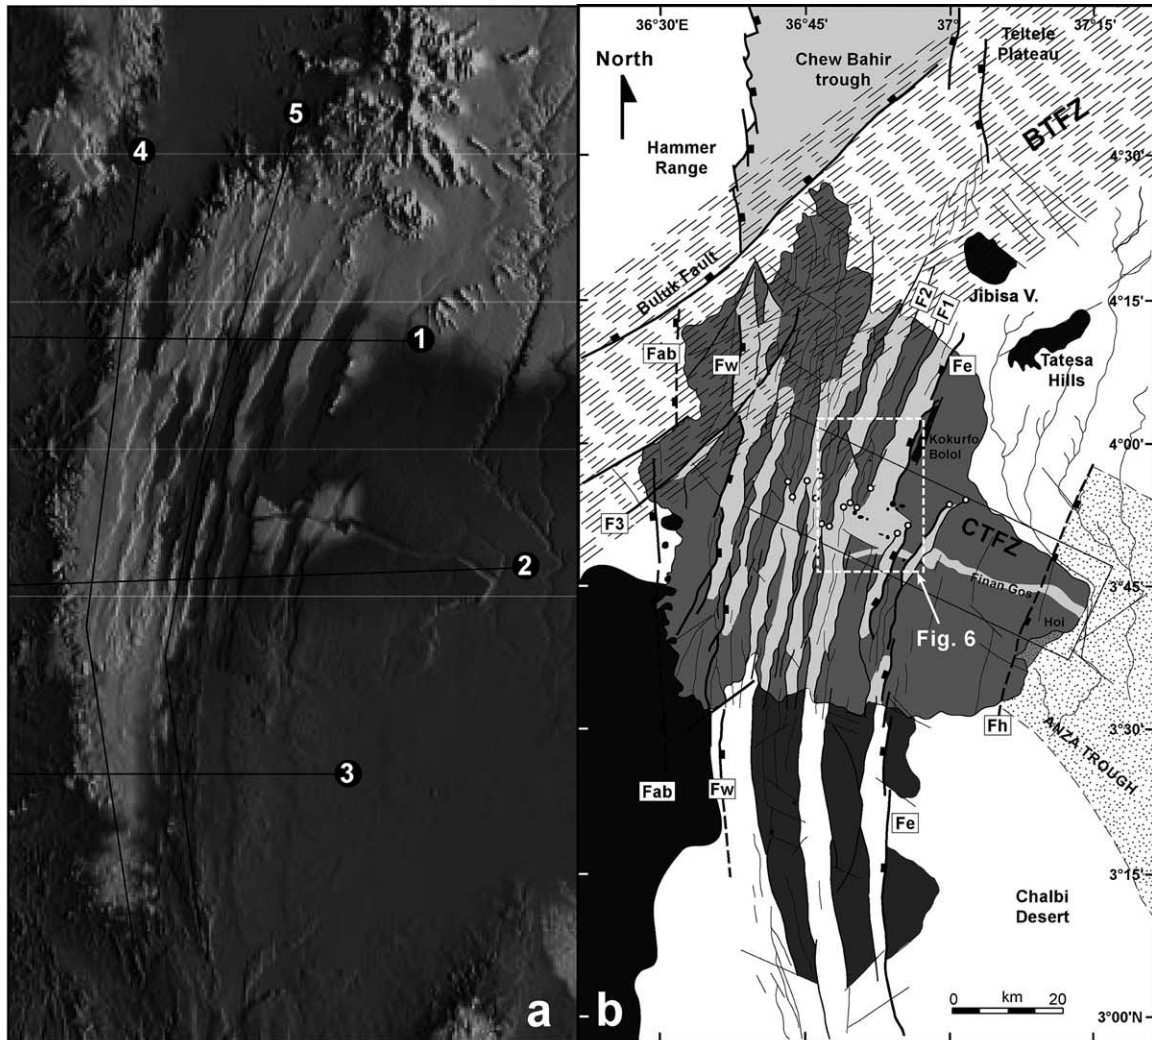 4
5
1
2
3
a
36°30'E
36°45'
37°
37°15'
North
Chew Bahir
trough
Teltele
Plateau
BTFZ
Hammer
Range
4°30'
Buluk Fault
Jibisa V.
F2
F1
4°15'
Fab
Fw
Fe
Tatesa
Hills
4°00'
Kokurfo
Bolol
F3
CTFZ
3°45'
Finan Gos
Hoi
Fig. 6
3°30'
Fh
ANZA TROUGH
Fab
Fw
Fe
3°15'
Chalbi
Desert
0 km 20
b
3°00'N